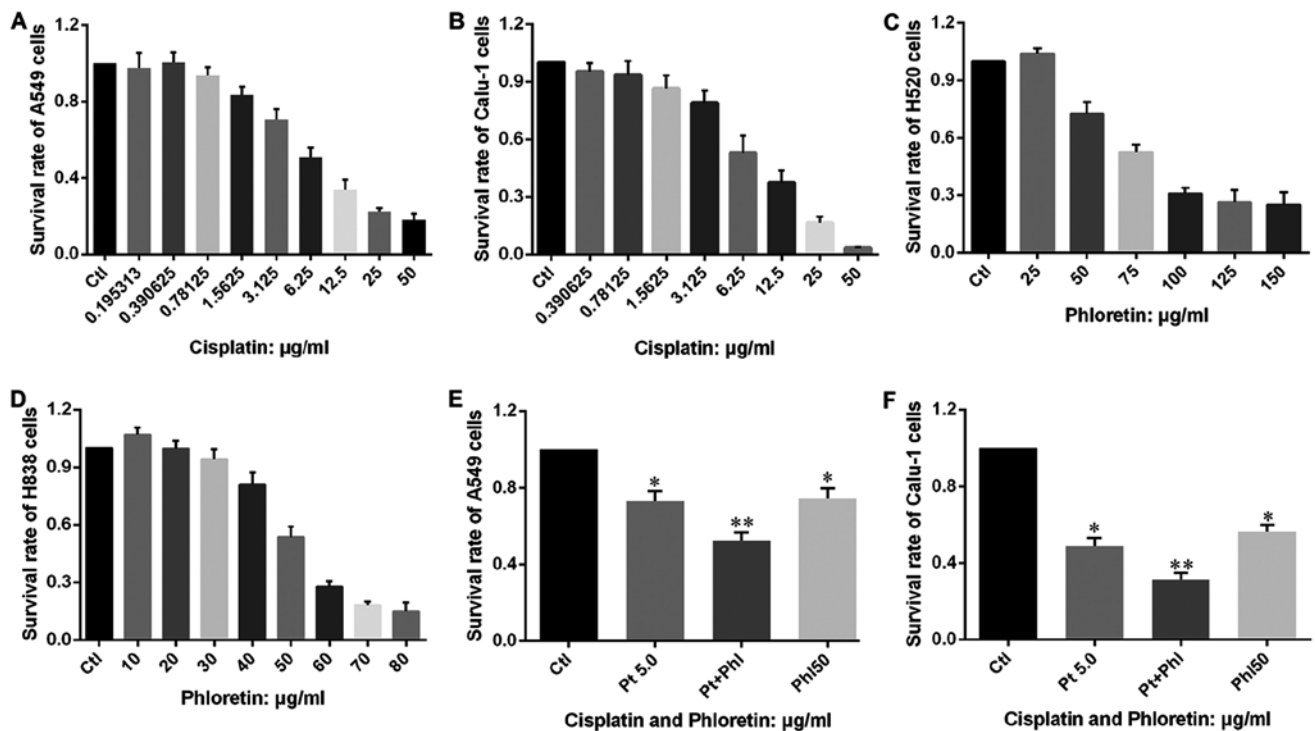 A
Survival rate of A549 cells
1.2
0.9
0.6
0.3
0.0
Ctl
0.195313
0.390625
0.78125
1.5625
3.125
6.25
12.5
25
50
Cisplatin: µg/ml
B
Survival rate of Calu-1 cells
1.2
0.9
0.6
0.3
0.0
Ctl
0.390625
0.78125
1.5625
3.125
6.25
12.5
25
50
Cisplatin: µg/ml
C
Survival rate of H520 cells
1.2
0.9
0.6
0.3
0.0
Ctl
25
50
75
100
125
150
Phloretin: µg/ml
D
Survival rate of H838 cells
1.2
0.9
0.6
0.3
0.0
Ctl
10
20
30
40
50
60
70
80
Phloretin: µg/ml
E
Survival rate of A549 cells
1.2
0.8
0.4
0.0
*
**
*
Ctl
Pt 5.0
Pt+Phl
Phl50
Cisplatin and Phloretin: µg/ml
F
Survival rate of Calu-1 cells
1.2
0.8
0.4
0.0
*
**
*
Ctl
Pt 5.0
Pt+Phl
Phl50
Cisplatin and Phloretin: µg/ml